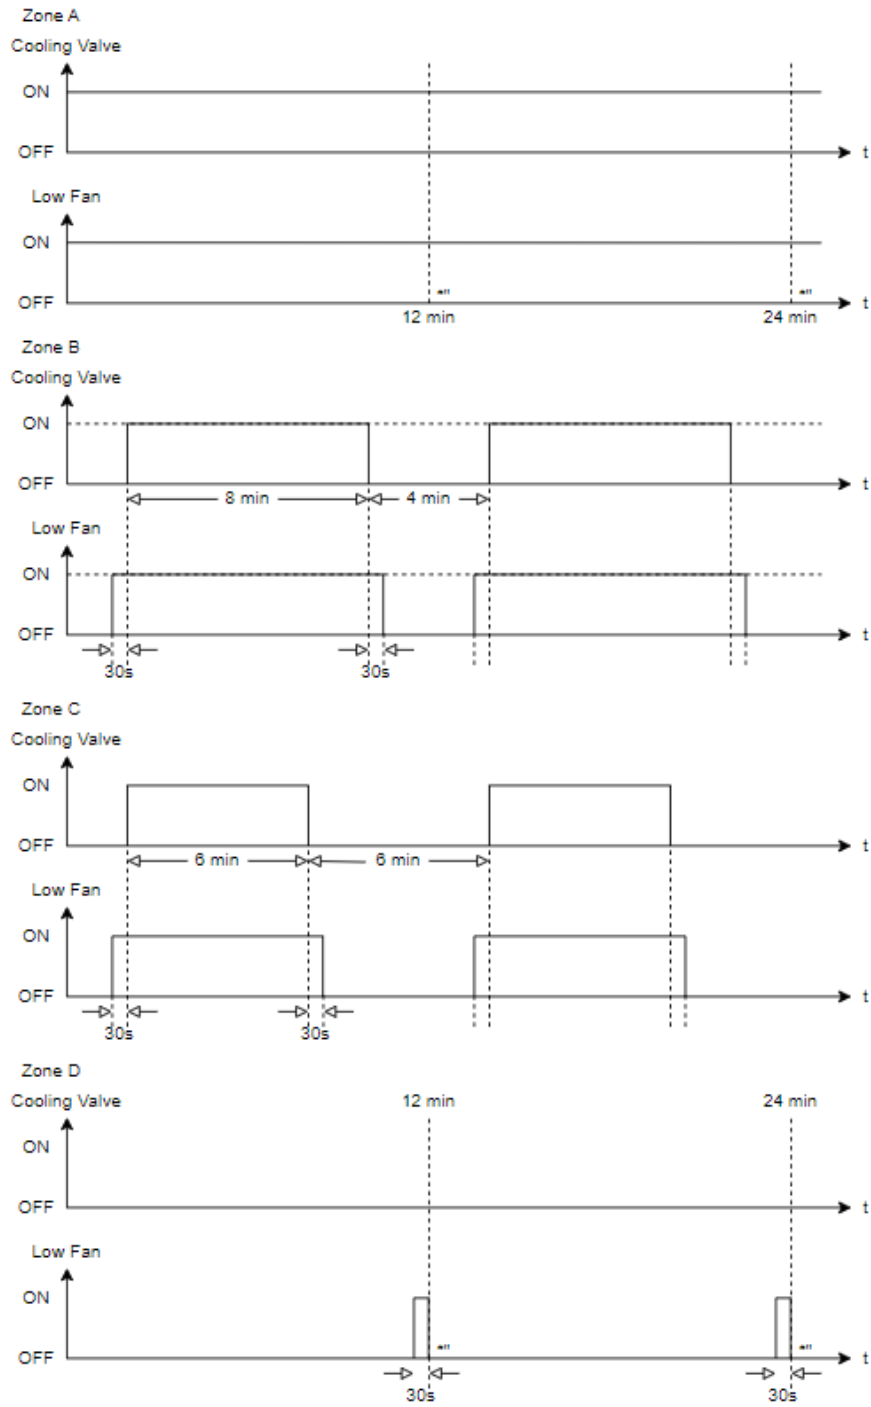 Zone A
Cooling Valve
ON
OFF
t
Low Fan
ON
*"
*"
OFF
t
12 min
24 min
Zone B
Cooling Valve
ON
OFF
t
8 min
4 min
Low Fan
ON
OFF
t
30s
30s
Zone C
Cooling Valve
ON
OFF
t
6 min
6 min
Low Fan
ON
OFF
t
30s
30s
Zone D
Cooling Valve
12 min
24 min
ON
OFF
t
Low Fan
ON
*"
*"
OFF
t
30s
30s